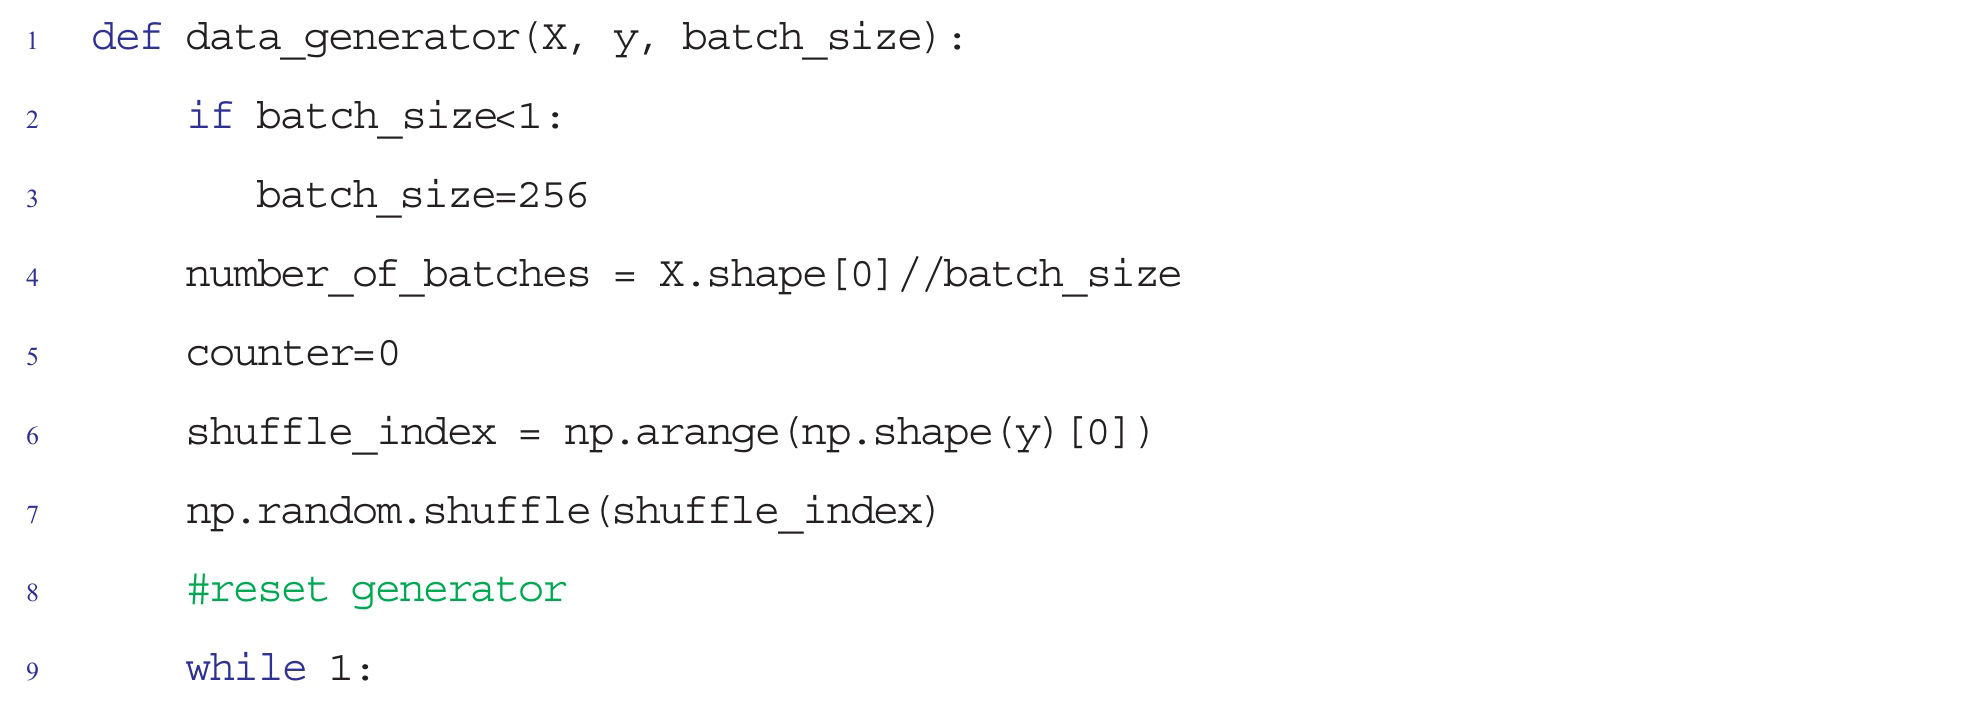 1 def data_generator(X, y, batch_size):
2 if batch_size<1:
3 batch_size=256
4 number_of_batches = X.shape[0]//batch_size
5 counter=0
6 shuffle_index = np.arange(np.shape(y)[0])
7 np.random.shuffle(shuffle_index)
8 #reset generator
9 while 1: